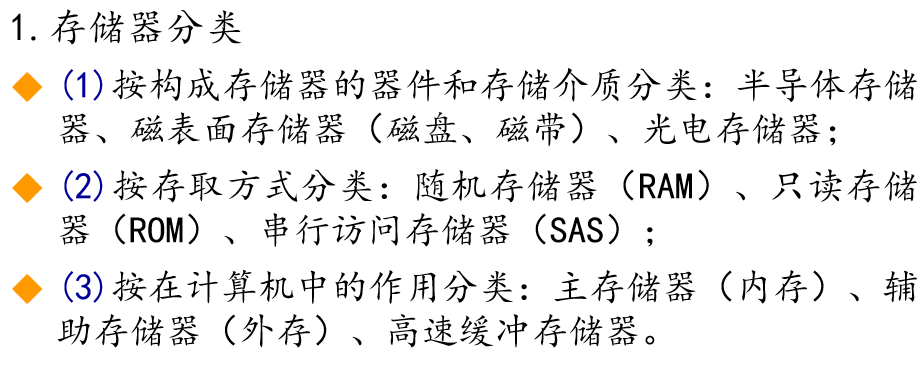 1.存储器分类
◆ (1)按构成存储器的器件和存储介质分类：半导体存储
器、磁表面存储器（磁盘、磁带）、光电存储器；
◆ (2)按存取方式分类：随机存储器（RAM）、只读存储
器（ROM）、串行访问存储器（SAS）；
◆ (3)按在计算机中的作用分类：主存储器（内存）、辅
助存储器（外存）、高速缓冲存储器。